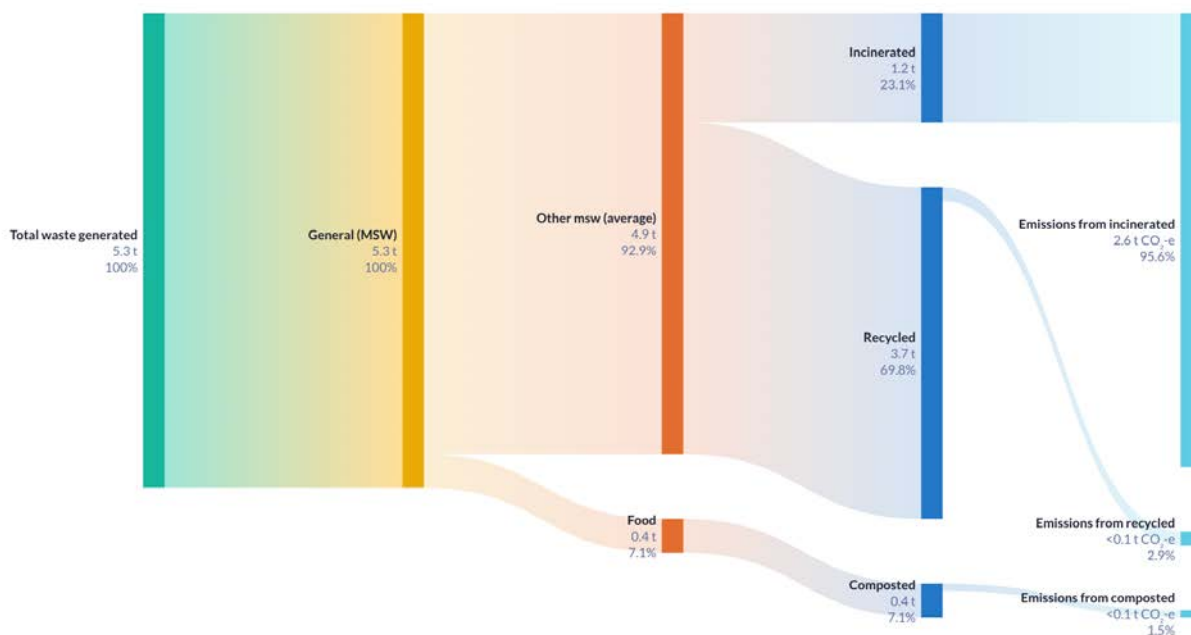 Total waste generated
5.3 t
100%
General (MSW)
5.3 t
100%
Other msw (average)
4.9 t
92.9%
Food
0.4 t
7.1%
Incinerated
1.2 t
23.1%
Recycled
3.7 t
69.8%
Composted
0.4 t
7.1%
Emissions from incinerated
2.6 t CO₂-e
95.6%
Emissions from recycled
<0.1 t CO₂-e
2.9%
Emissions from composted
<0.1 t CO₂-e
1.5%